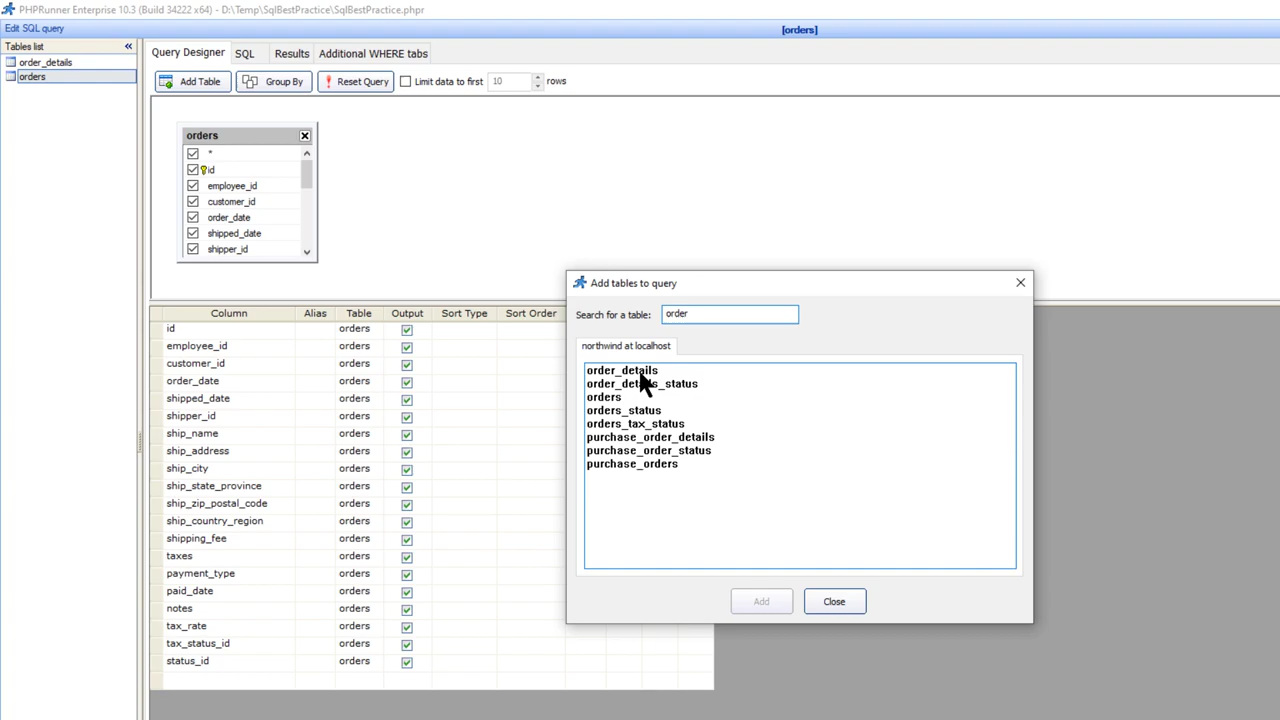 PHPRunner Enterprise 10.3 (Build 34222 x64) - D:\Temp\SqlBestPractice\SqlBestPractice.phpr
Edit SQL query
[orders]
Tables list «
order_details
orders
Query Designer SQL Results Additional WHERE tabs
Add Table Group By Reset Query Limit data to first 10 rows
orders
*
id
employee_id
customer_id
order_date
shipped_date
shipper_id
Column Alias Table Output Sort Type Sort Order
id orders
employee_id orders
customer_id orders
order_date orders
shipped_date orders
shipper_id orders
ship_name orders
ship_address orders
ship_city orders
ship_state_province orders
ship_zip_postal_code orders
ship_country_region orders
shipping_fee orders
taxes orders
payment_type orders
paid_date orders
notes orders
tax_rate orders
tax_status_id orders
status_id orders
Add tables to query
Search for a table: order
northwind at localhost
order_details
order_details_status
orders
orders_status
orders_tax_status
purchase_order_details
purchase_order_status
purchase_orders
Add Close